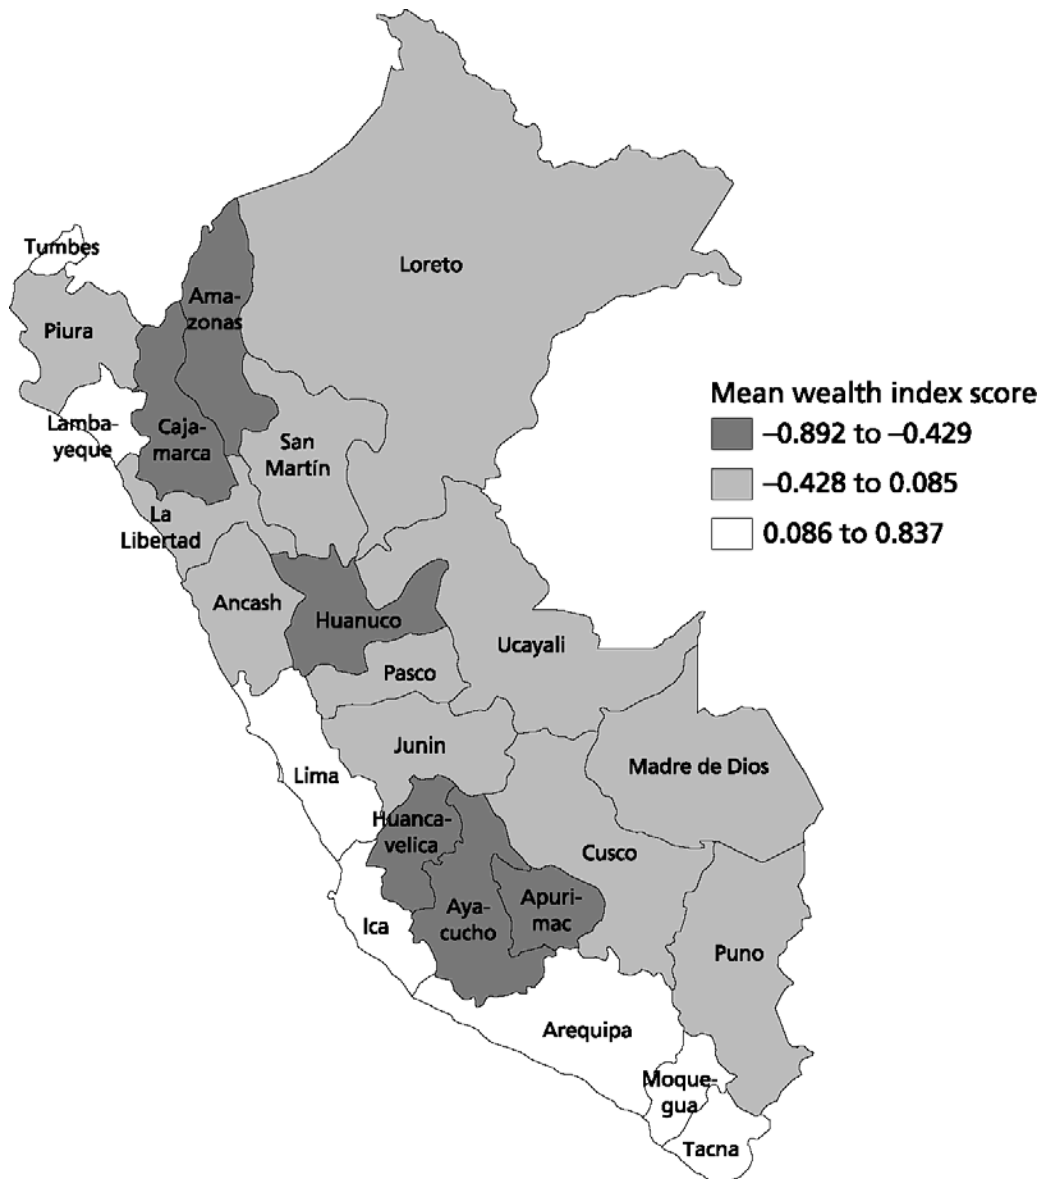 Tumbes
Loreto
Ama-
zonas
Piura
Mean wealth index score
–0.892 to –0.429
–0.428 to 0.085
0.086 to 0.837
Lamba-
yeque
Caja-
marca
San
Martín
La
Libertad
Ancash
Huanuco
Ucayali
Pasco
Junin
Madre de Dios
Lima
Huanca-
velica
Cusco
Ica
Aya-
cucho
Apuri-
mac
Puno
Arequipa
Moque-
gua
Tacna